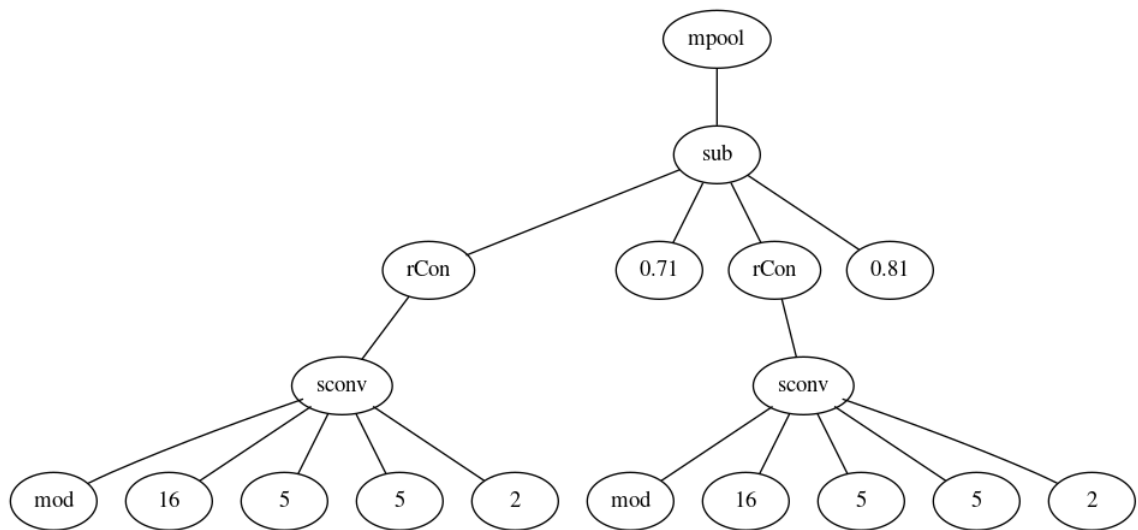 mpool
sub
rCon 0.71 rCon 0.81
sconv sconv
mod 16 5 5 2 mod 16 5 5 2